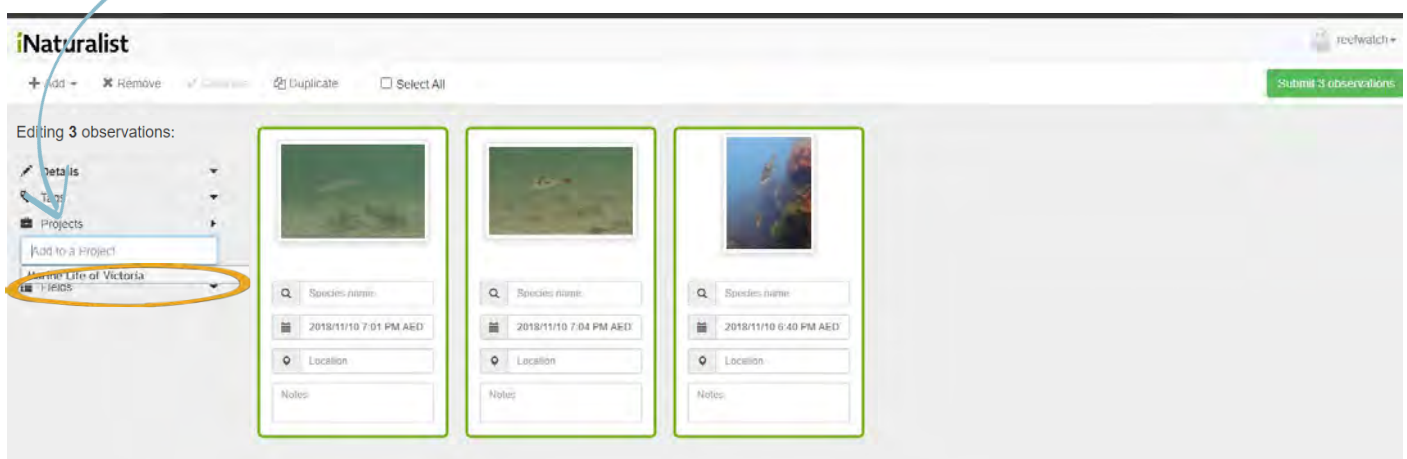 iNaturalist
reefwatch
Add Remove Combine Duplicate Select All
Submit 3 observations
Editing 3 observations:
Details
Tags
Projects
Add to a Project
Marine Life of Victoria
Fields
Species name
2018/11/10 7:01 PM AED
Location
Notes
Species name
2018/11/10 7:04 PM AED
Location
Notes
Species name
2018/11/10 6:40 PM AED
Location
Notes